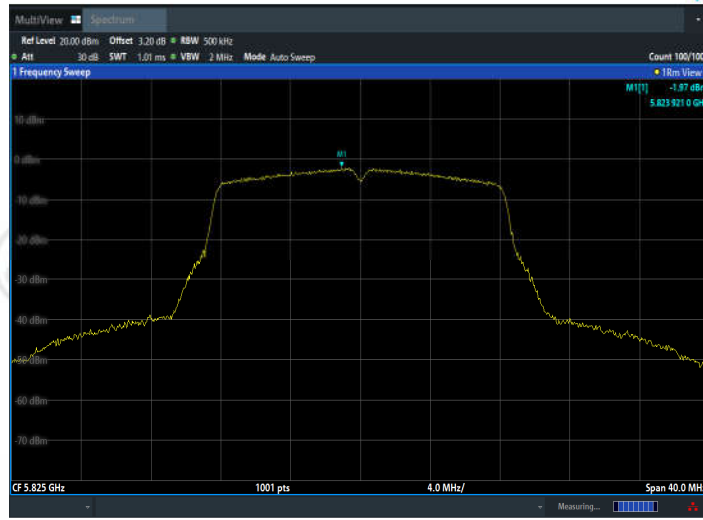 MultiView Spectrum
Ref Level 20.00 dBm Offset 3.20 dB RBW 500 kHz
Att 30 dB SWT 1.01 ms VBW 2 MHz Mode Auto Sweep Count 100/100
1 Frequency Sweep 1Rm View
M1[1] -1.97 dBm
5.823 921 0 GH
10 dBm
M1
0 dBm
-10 dBm
-20 dBm
-30 dBm
-40 dBm
-50 dBm
-60 dBm
-70 dBm
CF 5.825 GHz 1001 pts 4.0 MHz/ Span 40.0 MH
Measuring...